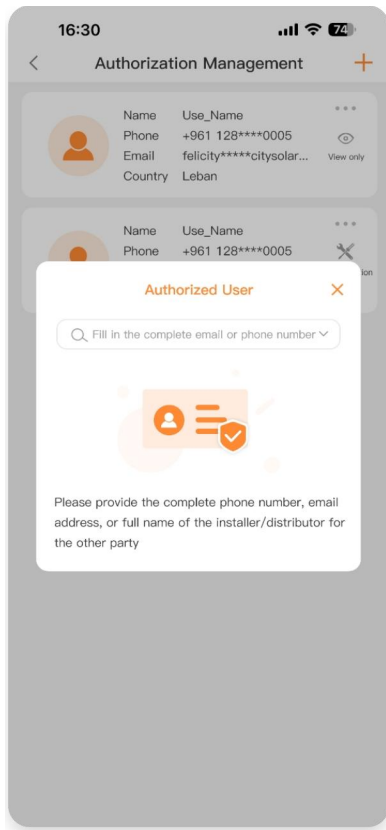 16:30
74
Authorization Management
Name Use_Name
Phone +961 128****0005
View only
Email felicity*****citysolar...
Country Leban
Name Use_Name
Phone +961 128****0005
Authorized User
Fill in the complete email or phone number
Please provide the complete phone number, email
address, or full name of the installer/distributor for
the other party